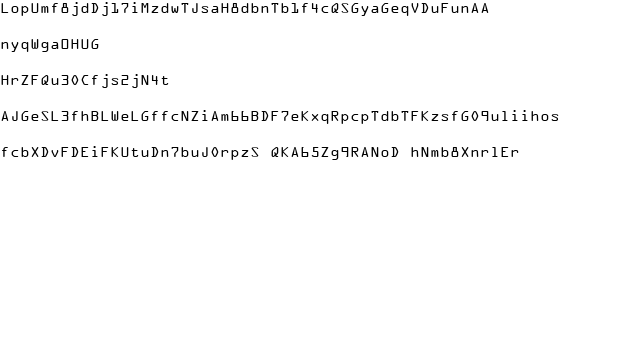 LopUmf8jdDj17iMzdwTJsaH8dbnTb1f4cQSGyaGeqVDuFunAA
nyqWga0HUG
HrZFQu30Cfjs2jN4t
AJGeSL3fhBLWeLGffcNZiAm66BDF7eKxqRpcpTdbTFKzsfG09uliihos
fcbXDvFDEiFKUtuDn7buJ0rpzS QKA65Zg9RANoD hNmb8XnrlEr